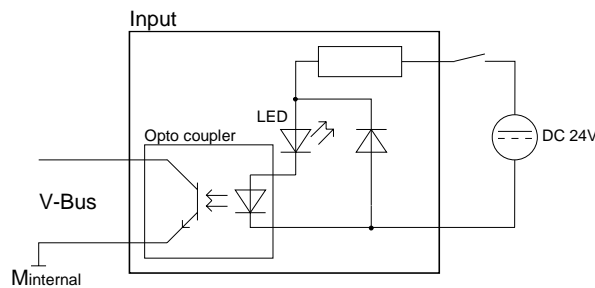 Input
LED
Opto coupler
DC 24V
V-Bus
Minternal